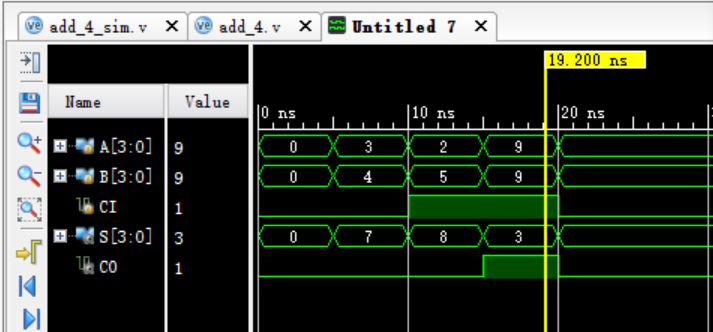 add_4_sim.v X add_4.v X Untitled 7 X
19.200 ns
Name Value 0 ns 10 ns 20 ns
A[3:0] 9 0 3 2 9
B[3:0] 9 0 4 5 9
CI 1
S[3:0] 3 0 7 8 3
CO 1